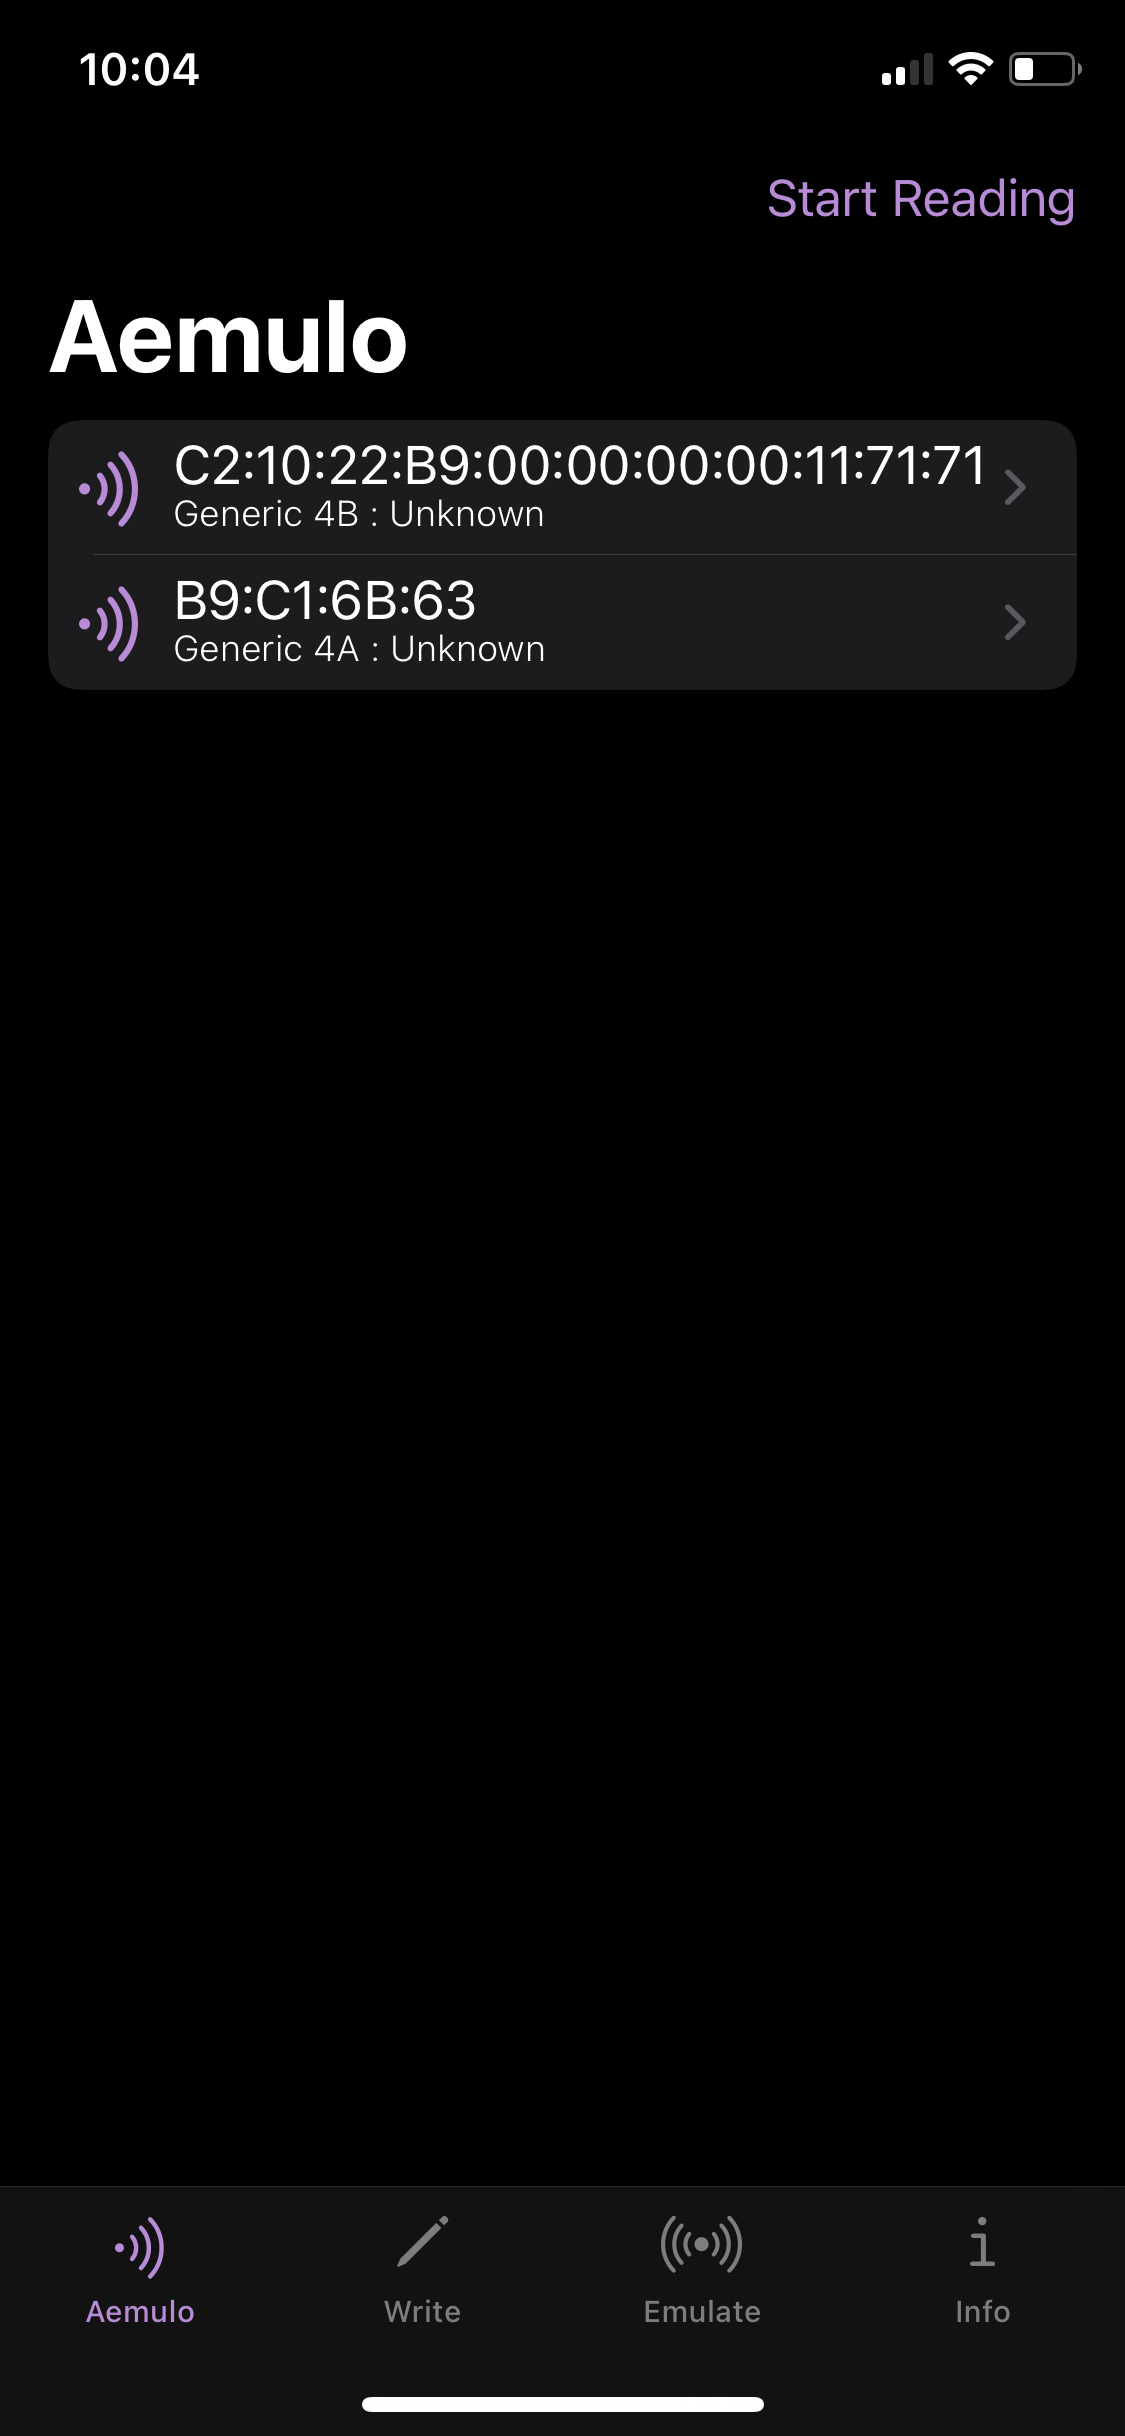 10:04
Start Reading
Aemulo
C2:10:22:B9:00:00:00:00:11:71:71
Generic 4B : Unknown
B9:C1:6B:63
Generic 4A : Unknown
Aemulo
Write
Emulate
Info